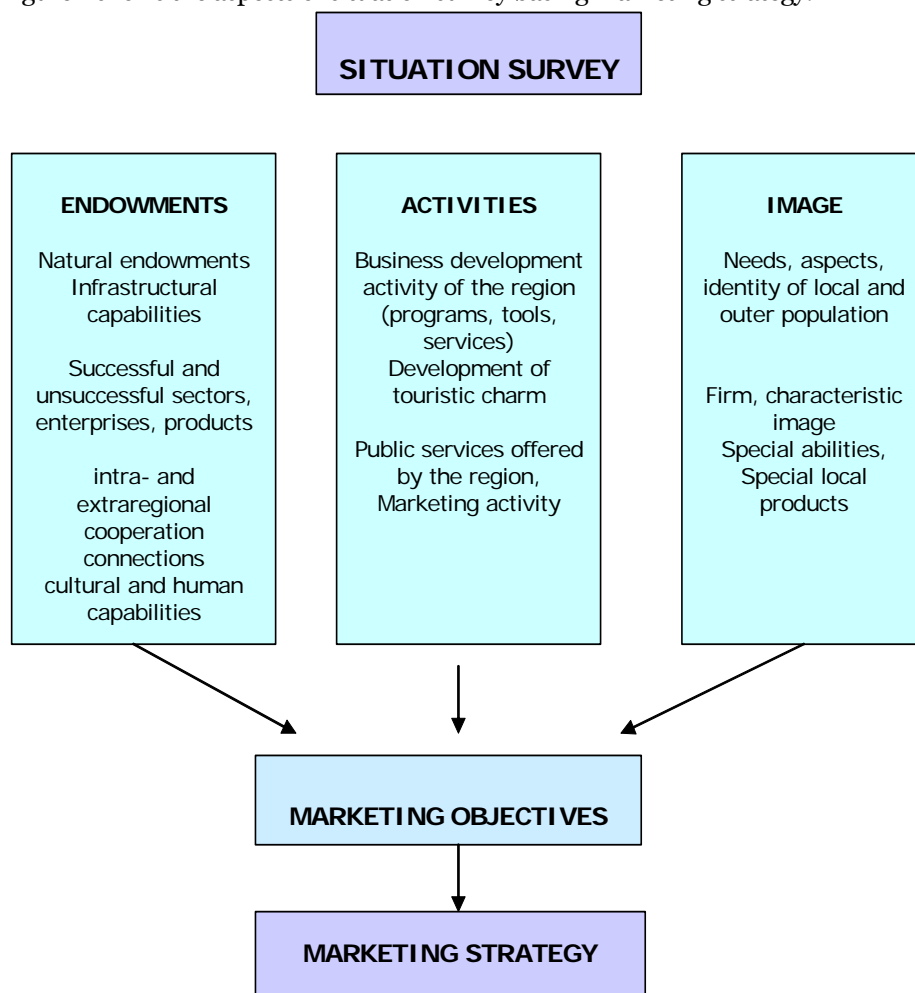 SITUATION SURVEY
ENDOWMENTS
Natural endowments
Infrastructural
capabilities
Successful and
unsuccessful sectors,
enterprises, products
intra- and
extraregional
cooperation
connections
cultural and human
capabilities
ACTIVITIES
Business development
activity of the region
(programs, tools,
services)
Development of
touristic charm
Public services offered
by the region,
Marketing activity
IMAGE
Needs, aspects,
identity of local and
outer population
Firm, characteristic
image
Special abilities,
Special local
products
MARKETING OBJECTIVES
MARKETING STRATEGY